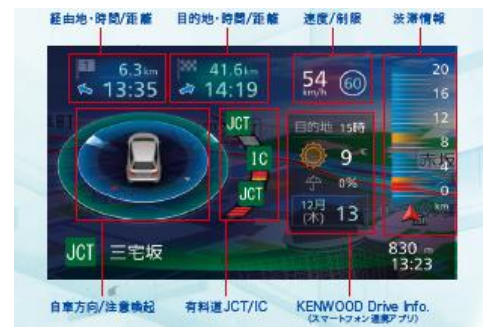 経由地・時間/距離
目的地・時間/距離
速度/制限
渋滞情報
1 6.3km
13:35
41.6km
14:19
54 km/h
60
20
16
12
8
4
0
km
JCT
IC
JCT
目的地 15時
9℃
0%
12月(木) 13
赤坂
JCT 三宅坂
830m
13:23
自車方向/注意喚起
有料道JCT/IC
KENWOOD Drive Info.
(スマートフォン連携アプリ)